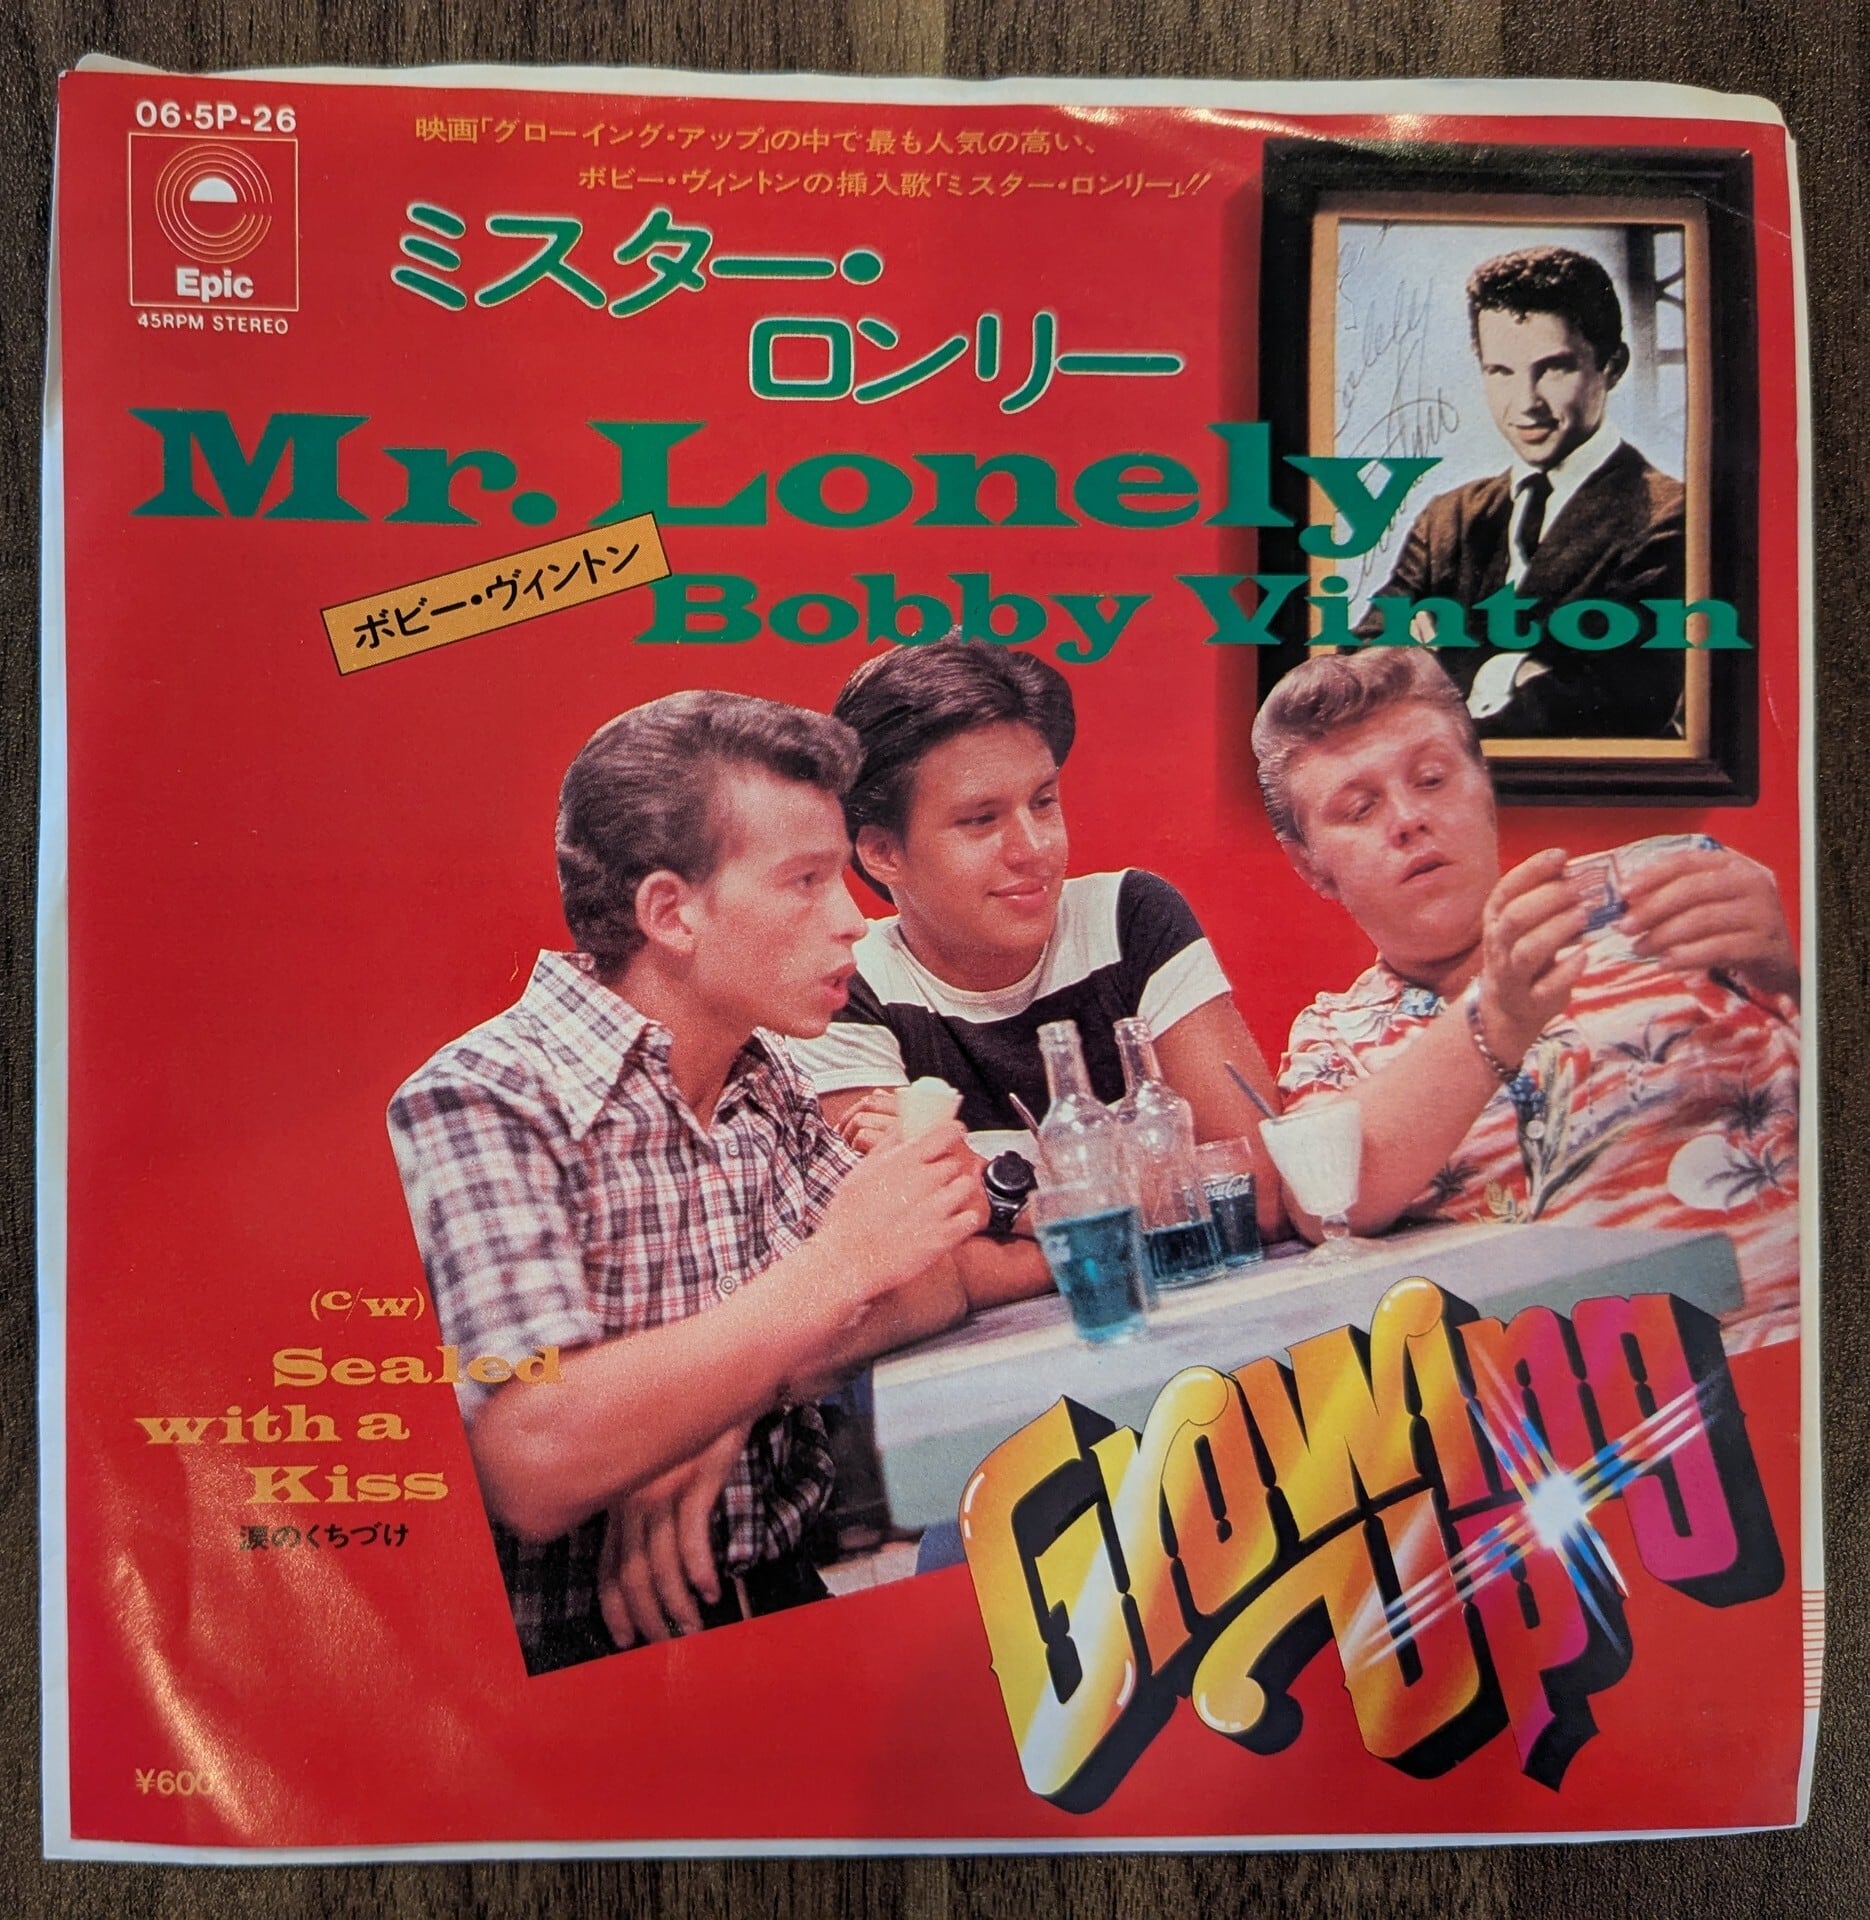 06・5P-26
Epic
45RPM STEREO
映画「グローイング・アップ」の中で最も人気の高い、
ボビー・ヴィントンの挿入歌「ミスター・ロンリー」!!
ミスター・
ロンリー
Mr. Lonely
ボビー・ヴィントン
Bobby Vinton
(c/w)
Sealed
with a
Kiss
涙のくちづけ
Growing
Up
¥600